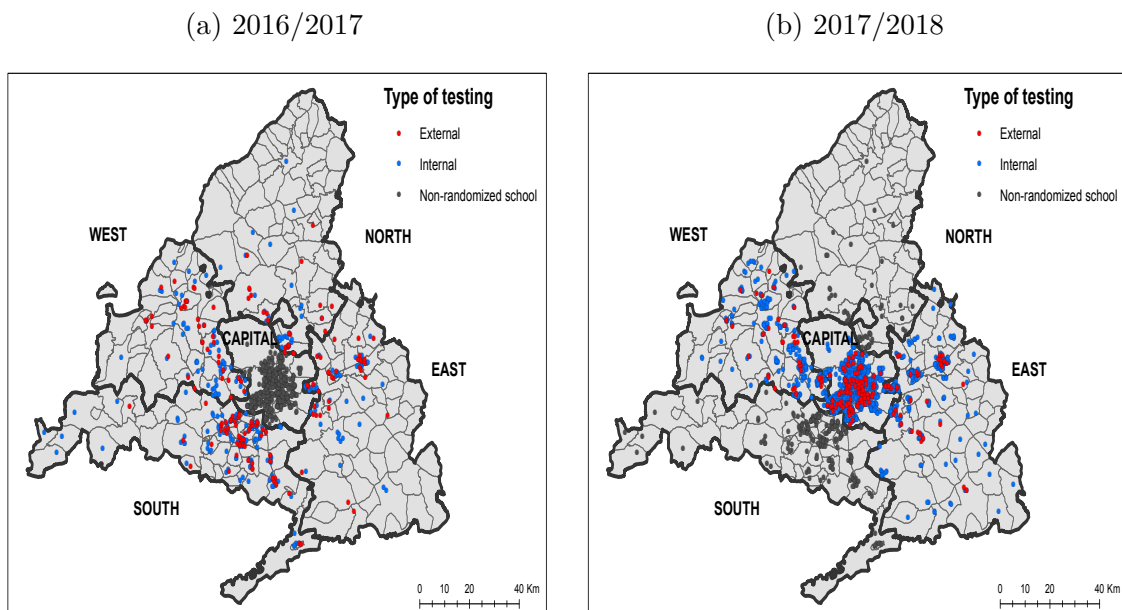 (a) 2016/2017
(b) 2017/2018
Type of testing
External
Internal
Non-randomized school
WEST
NORTH
CAPITAL
EAST
SOUTH
0 10 20 40 Km
Type of testing
External
Internal
Non-randomized school
WEST
NORTH
CAPITAL
EAST
SOUTH
0 10 20 40 Km